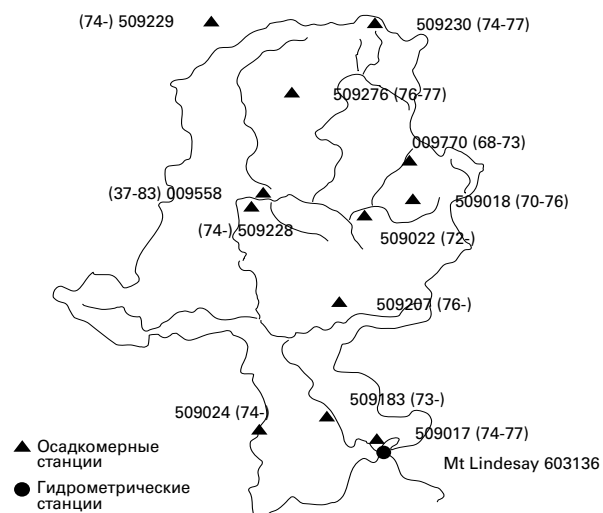 (74-) 509229
509230 (74-77)
509276 (76-77)
009770 (68-73)
(37-83) 009558
509018 (70-76)
(74-) 509228
509022 (72-)
509207 (76-)
509183 (73-)
509024 (74-)
509017 (74-77)
Mt Lindesay 603136
Осадкомерные
станции
Гидрометрические
станции